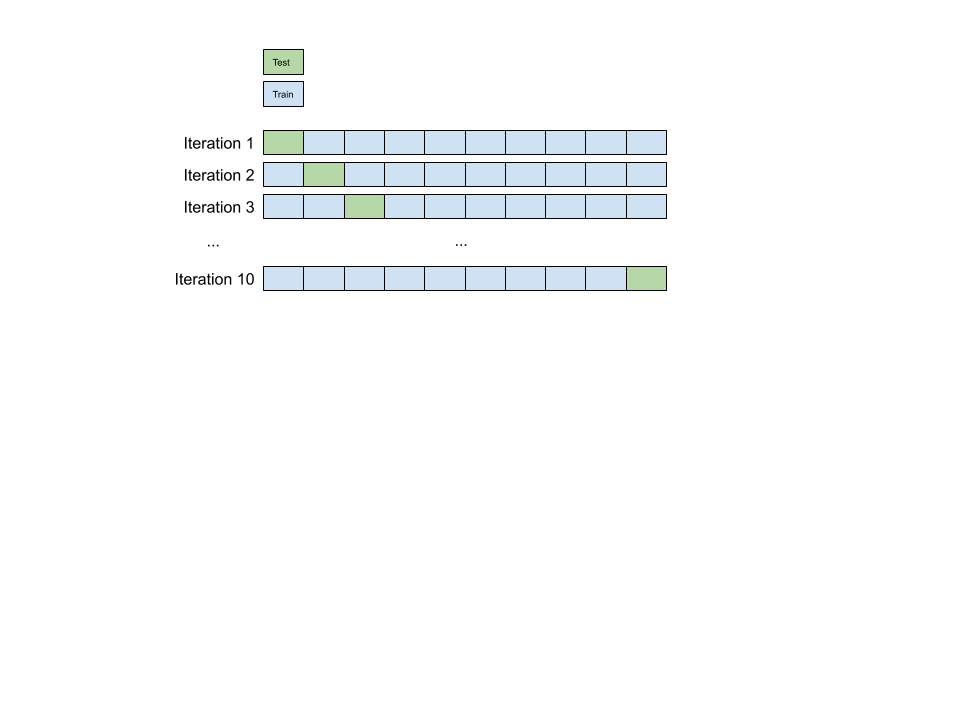 Test
Train
Iteration 1
Iteration 2
Iteration 3
... ...
Iteration 10